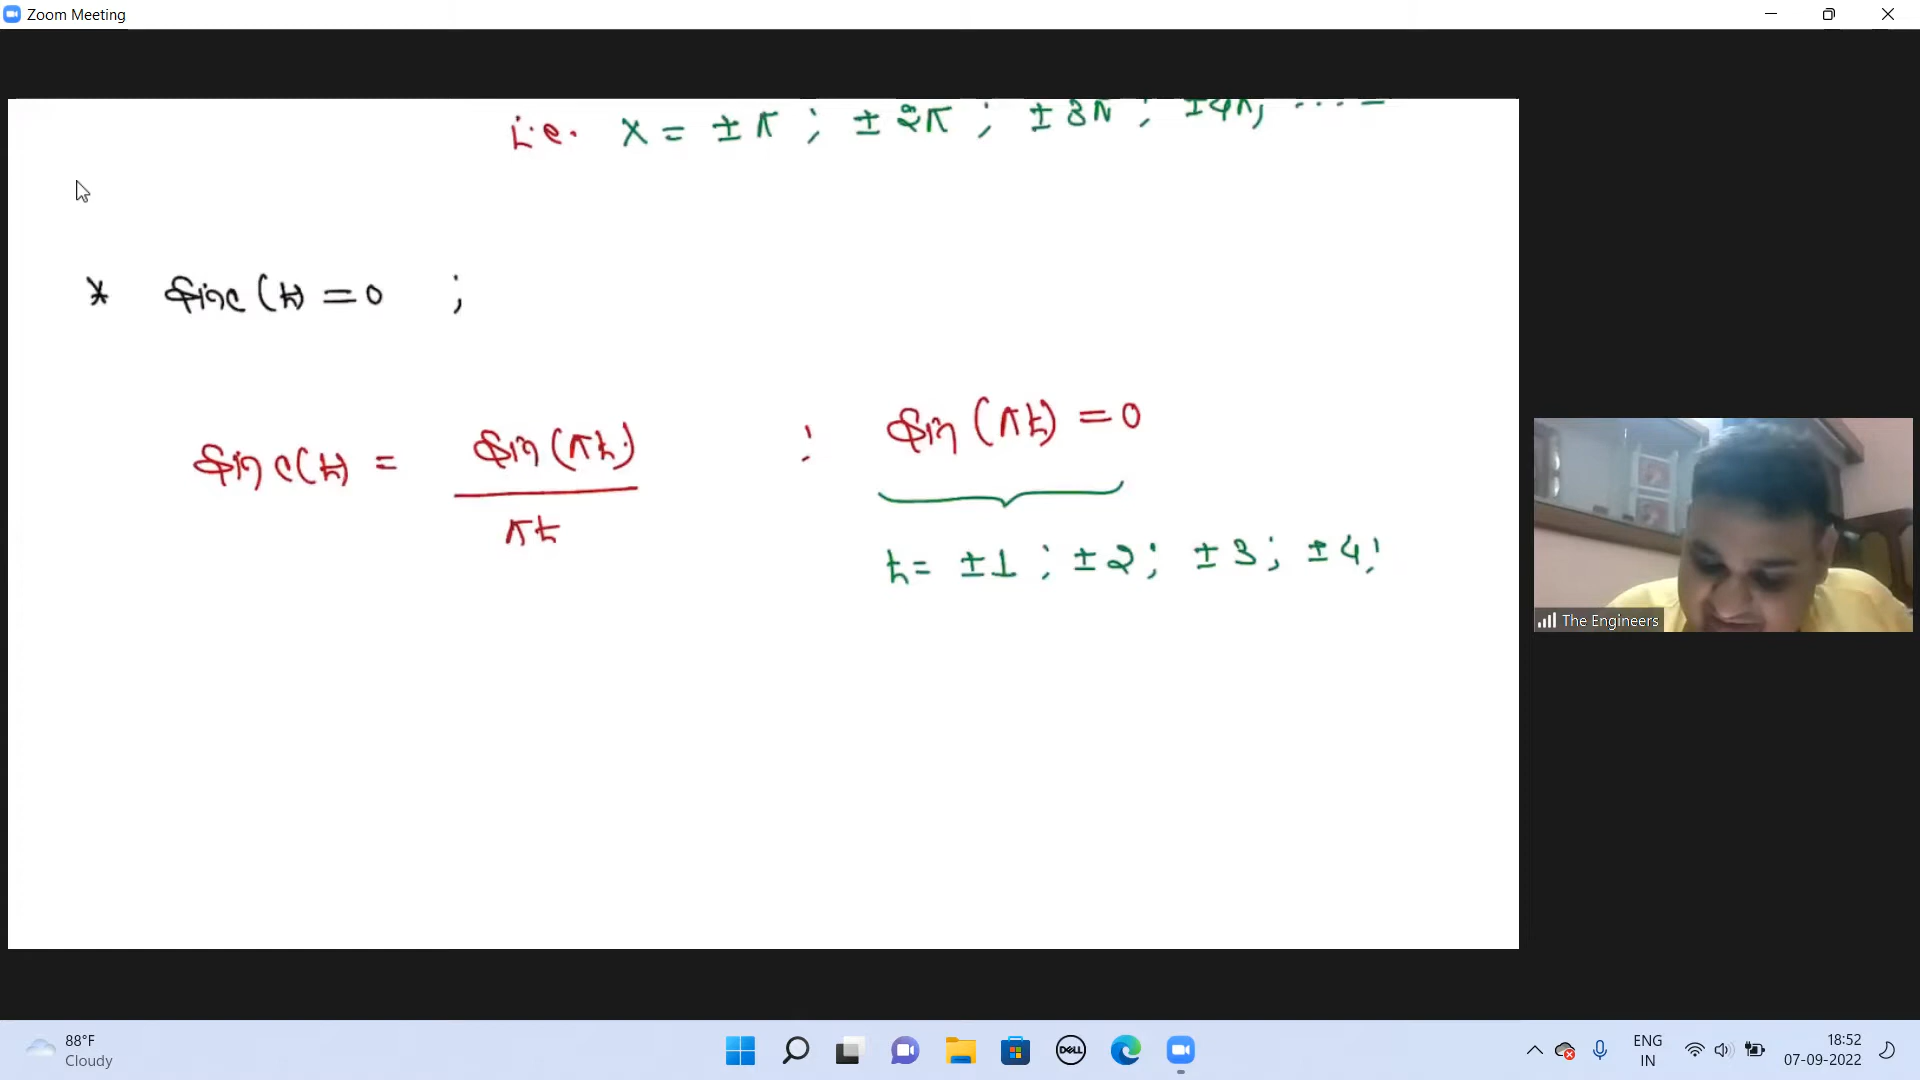 Zoom Meeting
i.e. x = ±π ; ±2π ; ±3π ; ±4π, ....
* sinc(t) = 0 ;
sinc(t) = sin(πt) / πt : sin(πt) = 0
t = ±1 ; ±2 ; ±3 ; ±4 ;
The Engineers
88°F
Cloudy
DELL
ENG
IN
18:52
07-09-2022